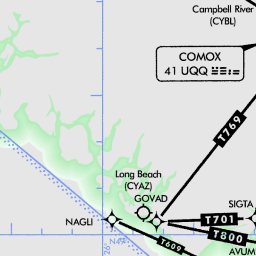 Campbell River
(CYBL)
COMOX
41 UQQ
T769
Long Beach
(CYAZ)
GOVAD
NAGLI
T701
SIGTA
T800
T609
AVUM